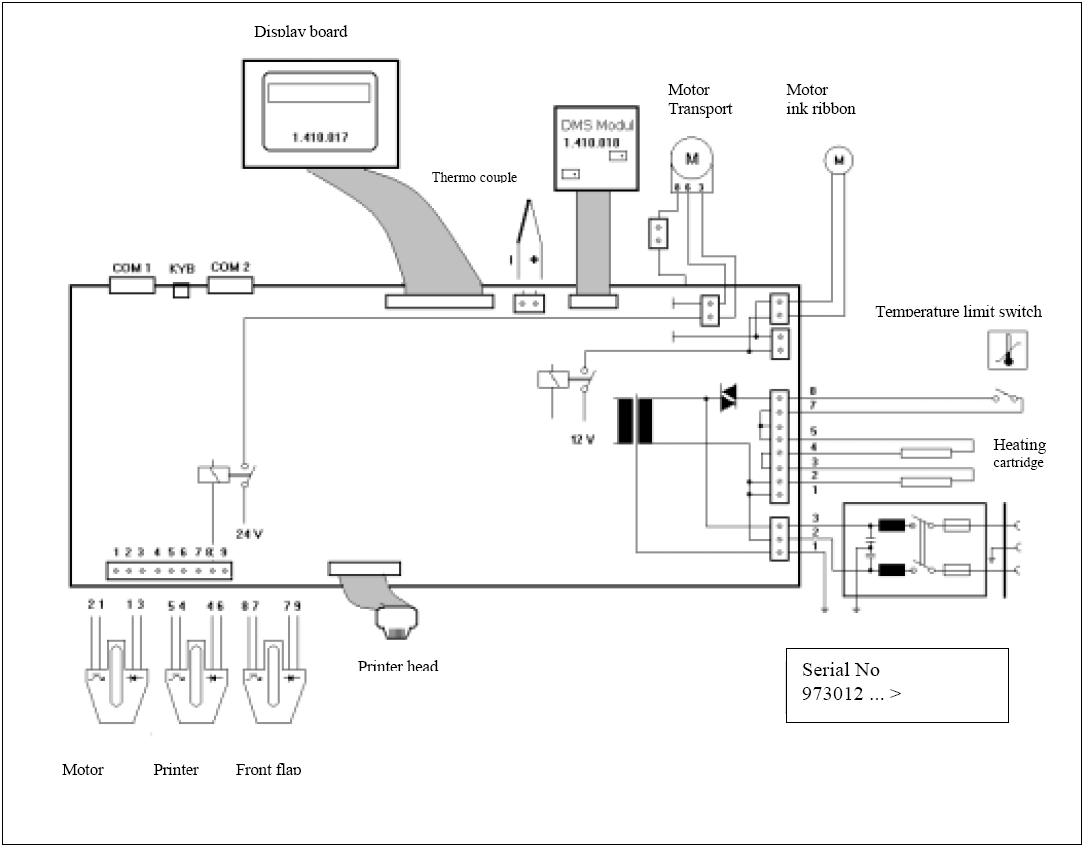 Display board
1.410.017
Thermo couple
DMS Modul
1.410.010
Motor
Transport
M
8 6 3
Motor
ink ribbon
M
COM 1
KYB
COM 2
Temperature limit switch
8
7
5
4
3
2
1
Heating
cartridge
12 V
24 V
3
2
1
1 2 3 4 5 6 7 8 9
2 1 1 3 5 4 4 6 8 7 7 9
Printer head
Serial No
973012 ... >
Motor
Printer
Front flap